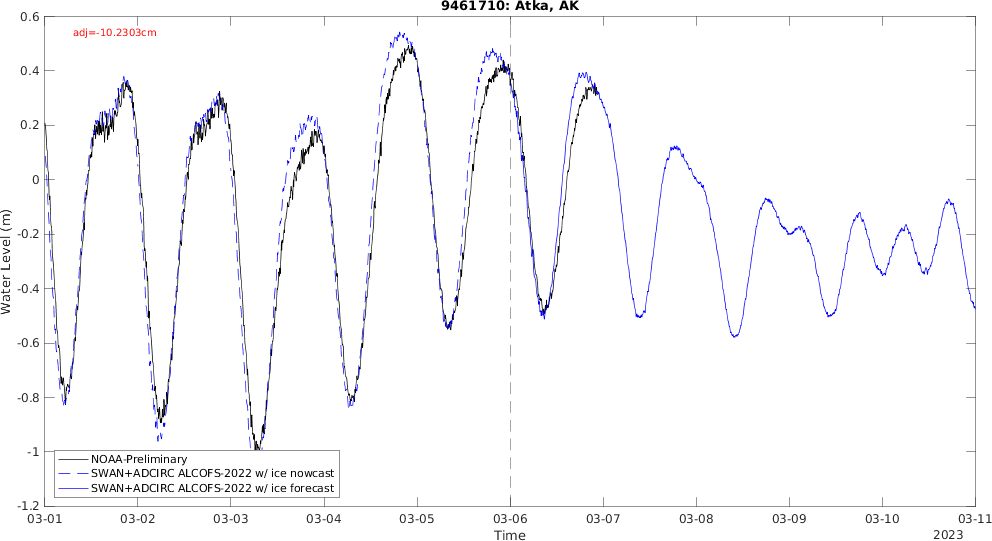 9461710: Atka, AK
adj=-10.2303cm
0.6
0.4
0.2
0
-0.2
-0.4
-0.6
-0.8
-1
-1.2
Water Level (m)
NOAA-Preliminary
SWAN+ADCIRC ALCOFS-2022 w/ ice nowcast
SWAN+ADCIRC ALCOFS-2022 w/ ice forecast
03-01 03-02 03-03 03-04 03-05 03-06 03-07 03-08 03-09 03-10 03-11
Time
2023